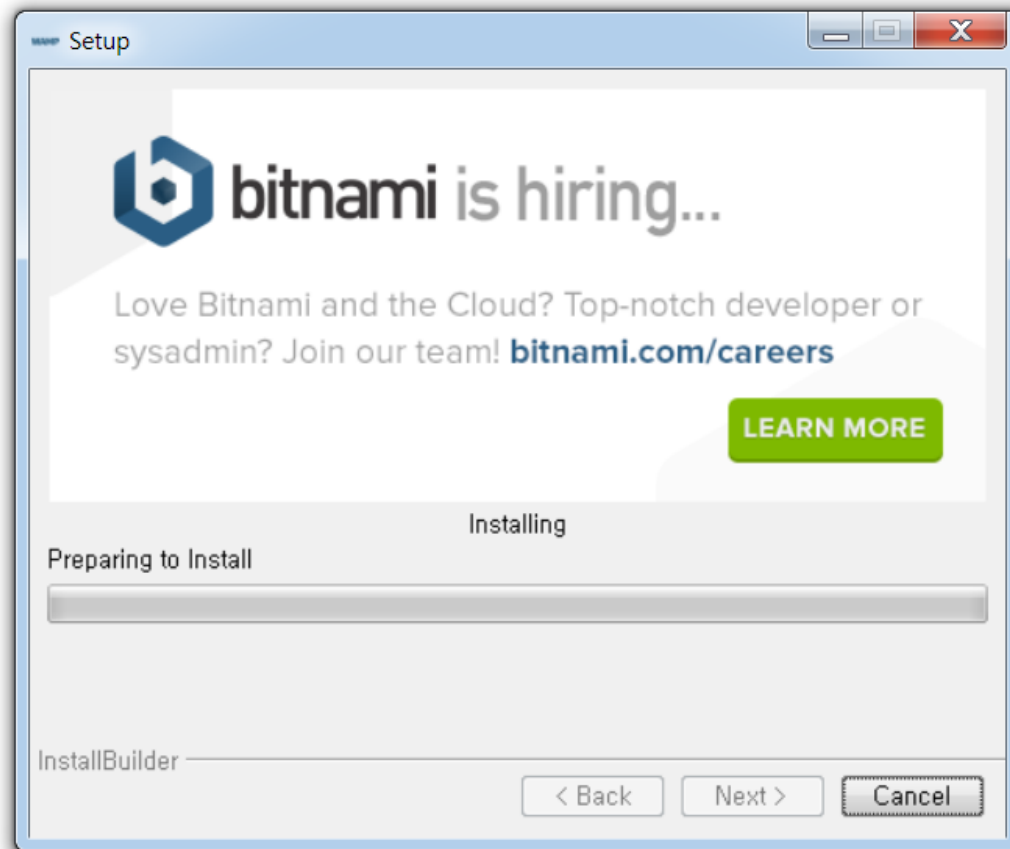 Setup
bitnami is hiring...
Love Bitnami and the Cloud? Top-notch developer or
sysadmin? Join our team! bitnami.com/careers
LEARN MORE
Installing
Preparing to Install
InstallBuilder
< Back Next > Cancel